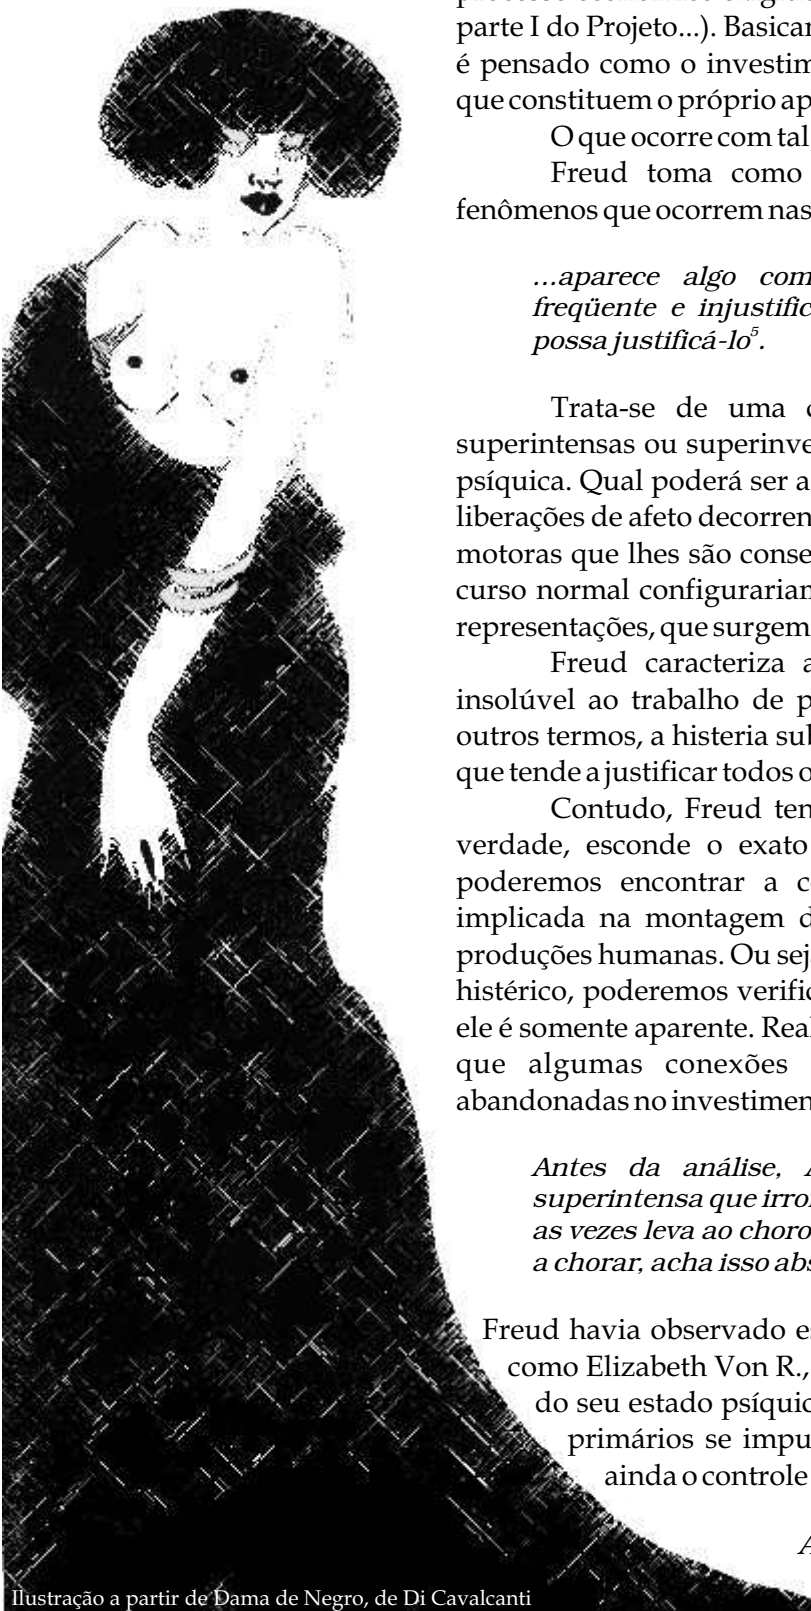 parte I do Projeto...). Basicar
é pensado como o investim
que constituem o próprio ap
O que ocorre com tal
Freud toma como
fenômenos que ocorrem nas
...aparece algo com
freqüente e injustific
possa justificá-lo⁵.
Trata-se de uma c
superintensas ou superinve
psíquica. Qual poderá ser a
liberações de afeto decorren
motoras que lhes são conse
curso normal configurarian
representações, que surgem
Freud caracteriza a
insolúvel ao trabalho de p
outros termos, a histeria sub
que tende a justificar todos o
Contudo, Freud ten
verdade, esconde o exato
poderemos encontrar a c
implicada na montagem d
produções humanas. Ou sej
histérico, poderemos verific
ele é somente aparente. Real
que algumas conexões
abandonadas no investimen
Antes da análise, A
superintensa que irro
as vezes leva ao choro
a chorar, acha isso abs
Freud havia observado es
como Elizabeth Von R.,
do seu estado psíquic
primários se impu
ainda o controle
A
Ilustração a partir de Dama de Negro, de Di Cavalcanti